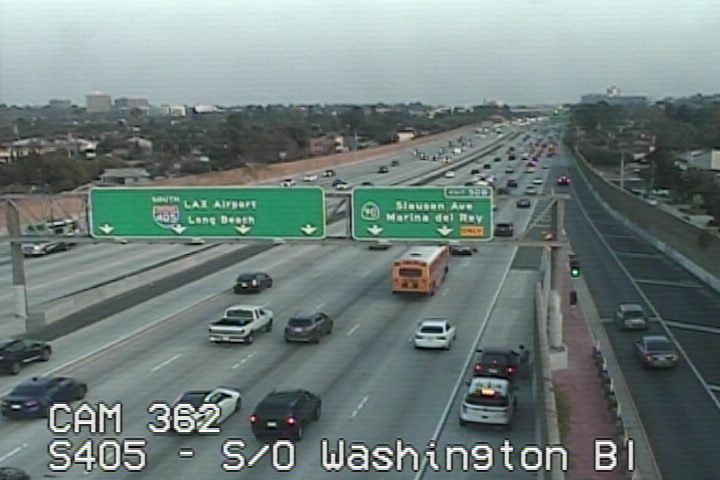 SOUTH
405
LAX Airport
Long Beach
EXIT 50B
90
Slauson Ave
Marina del Rey
ONLY
CAM 362
S405 - S/O Washington Bl